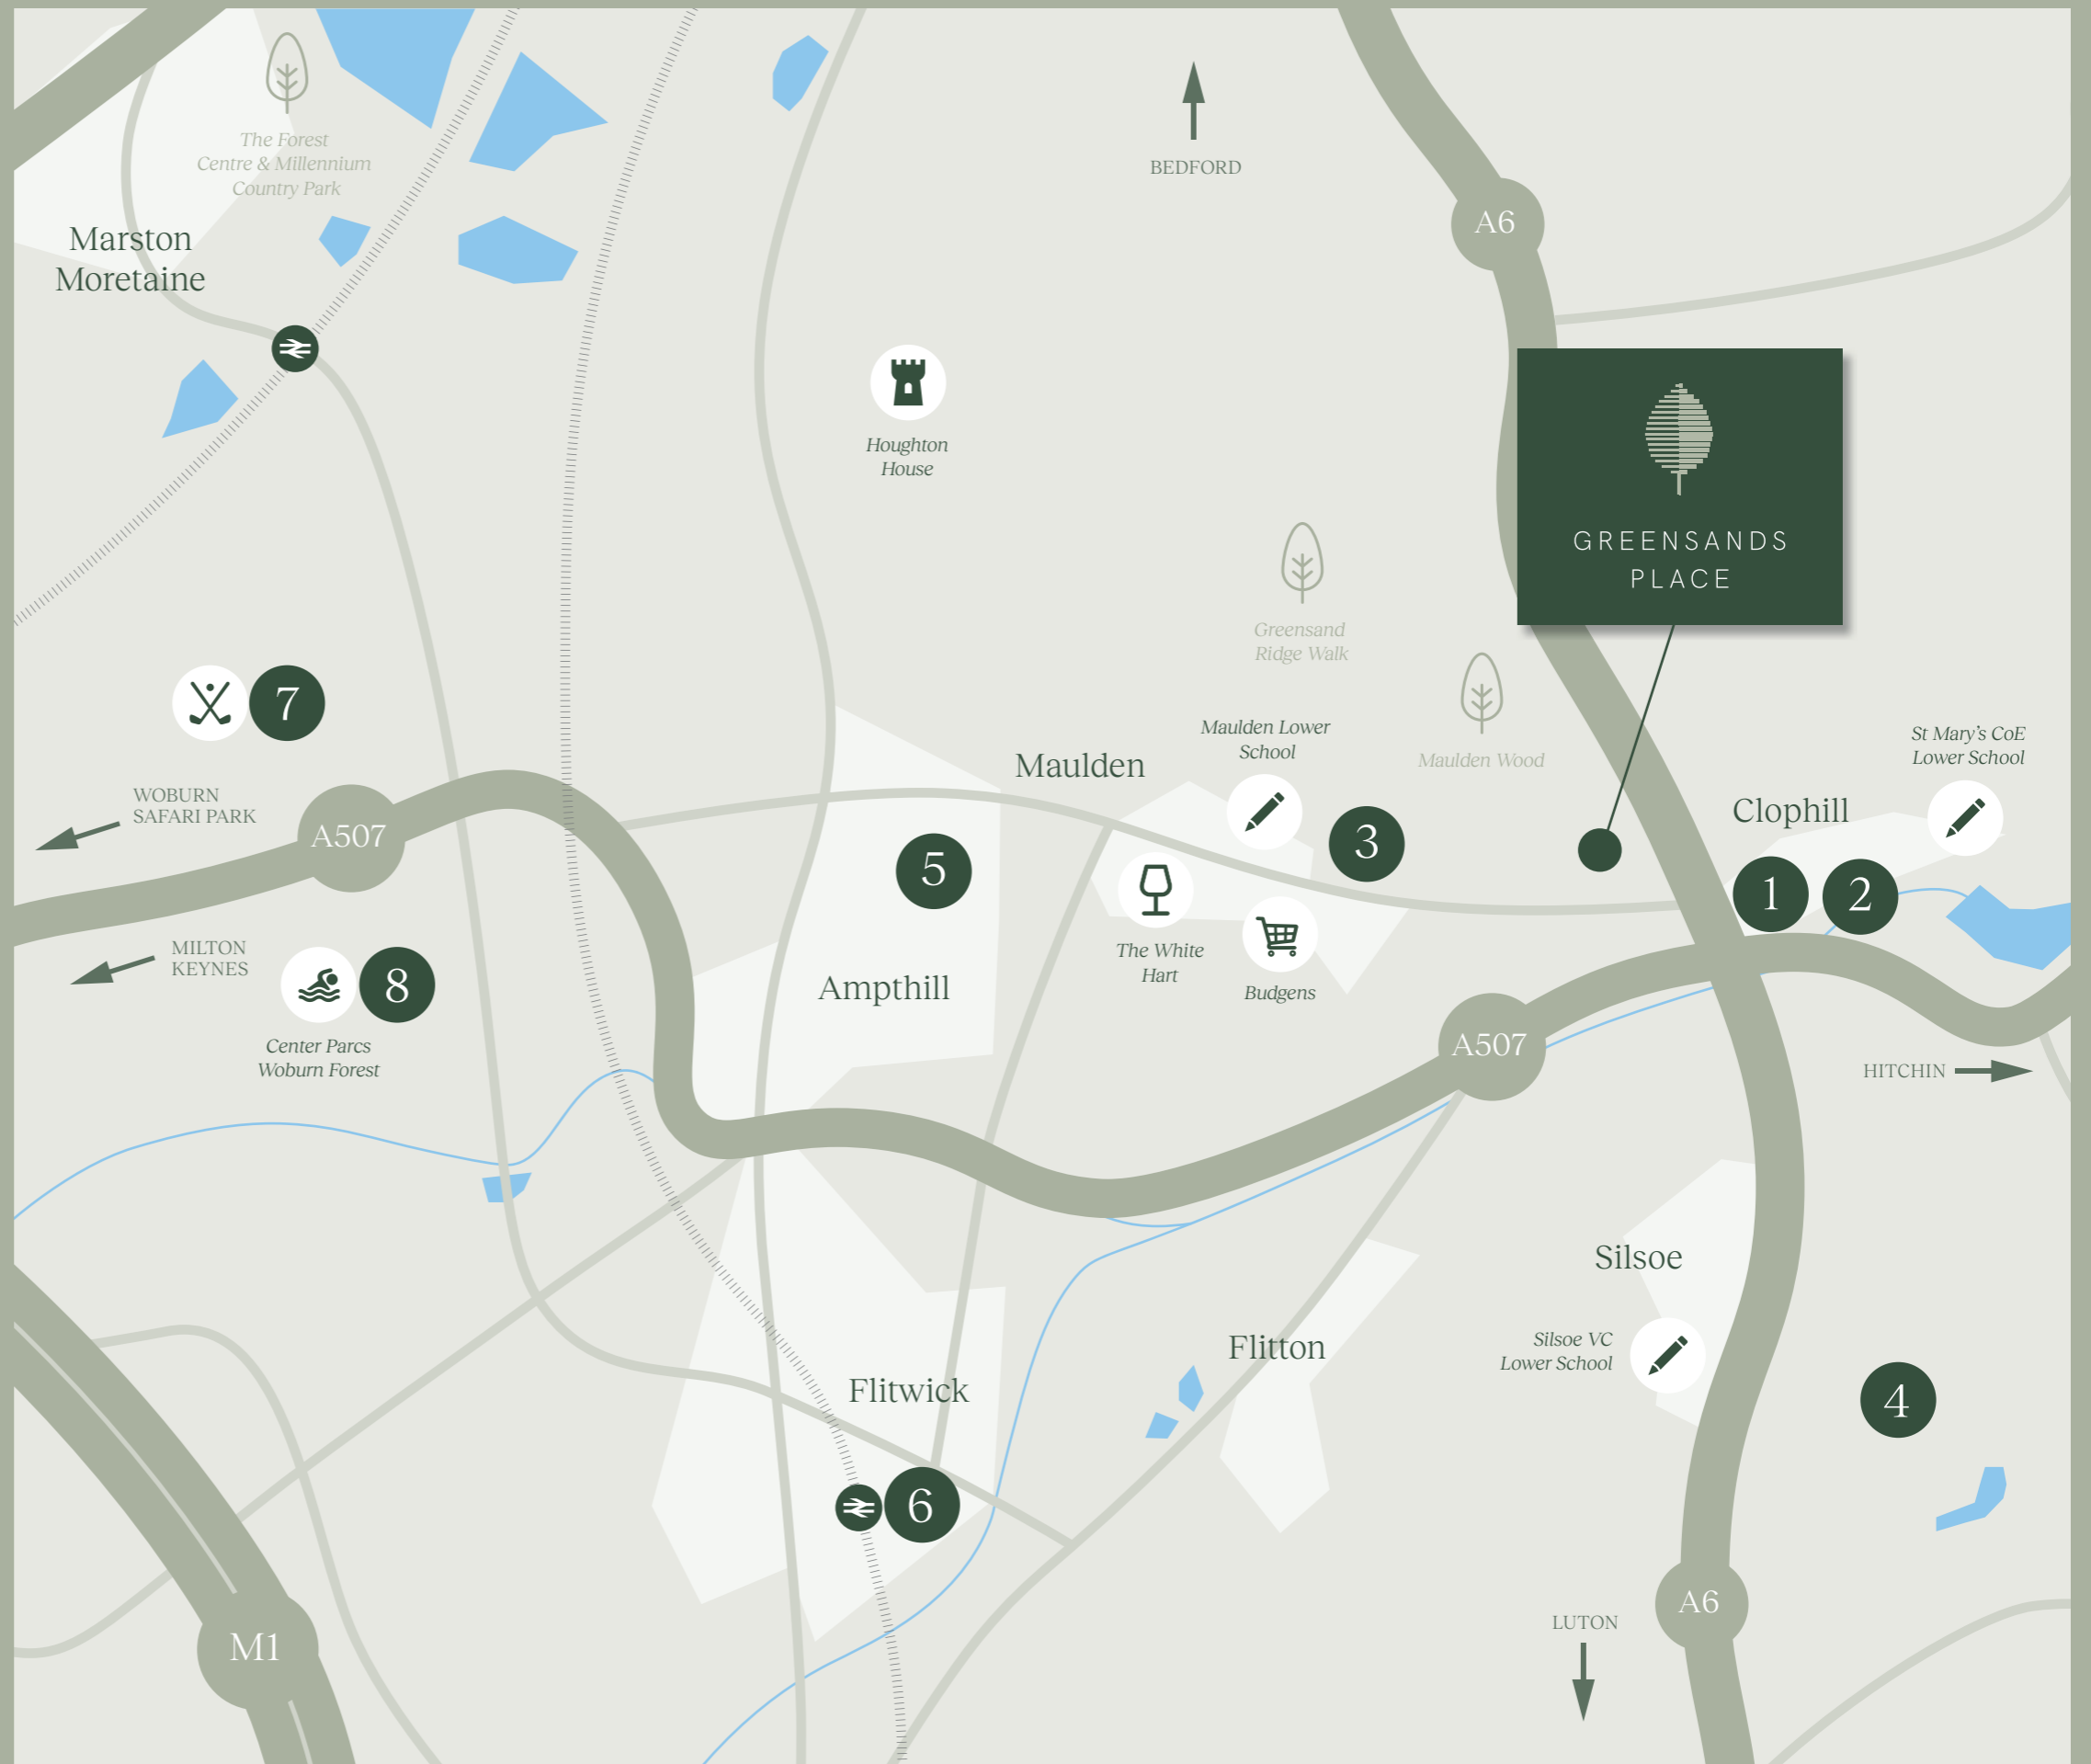 The Forest
Centre & Millennium
Country Park
Marston
Moretaine
BEDFORD
A6
Houghton
House
GREENSANDS
PLACE
Greensand
Ridge Walk
Maulden Wood
7
WOBURN
SAFARI PARK
A507
Maulden
Maulden Lower
School
3
St Mary's CoE
Lower School
Clophill
1
2
5
The White
Hart
Budgens
Ampthill
MILTON
KEYNES
8
Center Parcs
Woburn Forest
A507
HITCHIN
Silsoe
Silsoe VC
Lower School
4
Flitton
Flitwick
6
M1
A6
LUTON